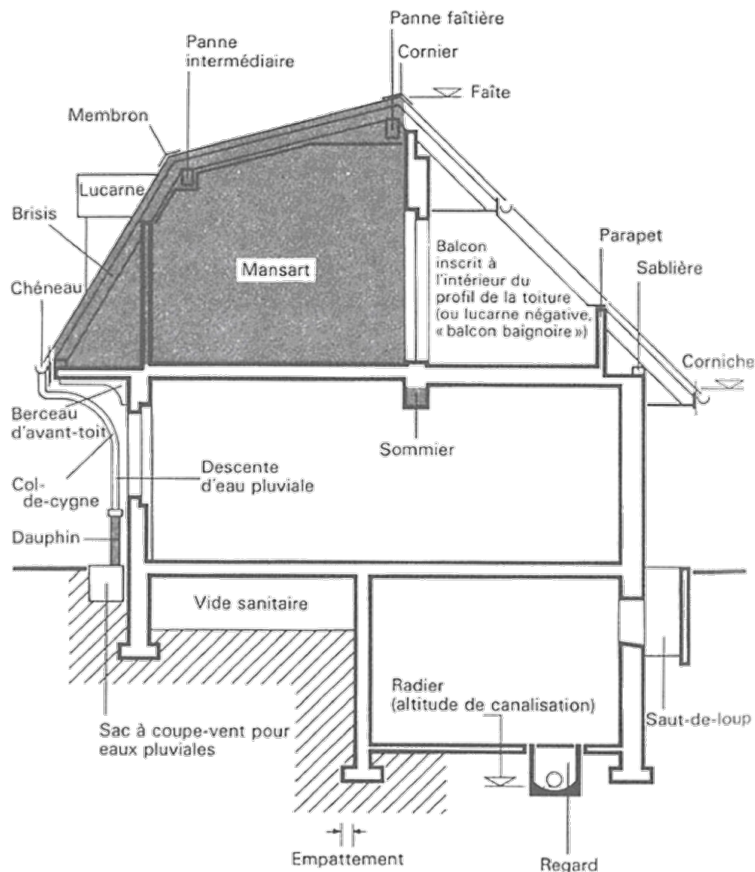 Panne faîtière
Panne
intermédiaire
Cornier
Faîte
Membron
Lucarne
Brisis
Parapet
Balcon
inscrit à
l'intérieur du
profil de la toiture
(ou lucarne négative,
« balcon baignoire »)
Sablière
Mansart
Chéneau
Corniche
Berceau
d'avant-toit
Sommier
Descente
d'eau pluviale
Col-
de-cygne
Dauphin
Vide sanitaire
Radier
(altitude de canalisation)
Saut-de-loup
Sac à coupe-vent pour
eaux pluviales
Empattement
Regard